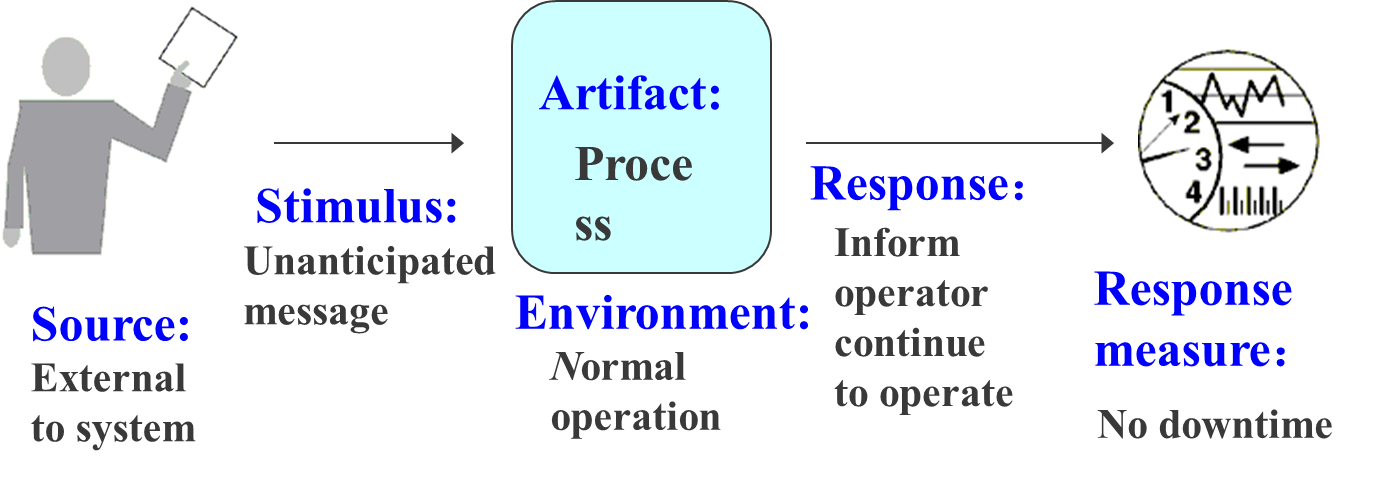 Source:
External
to system
Stimulus:
Unanticipated
message
Artifact:
Proce
ss
Environment:
Normal
operation
Response：
Inform
operator
continue
to operate
1
2
3
4
Response
measure：
No downtime